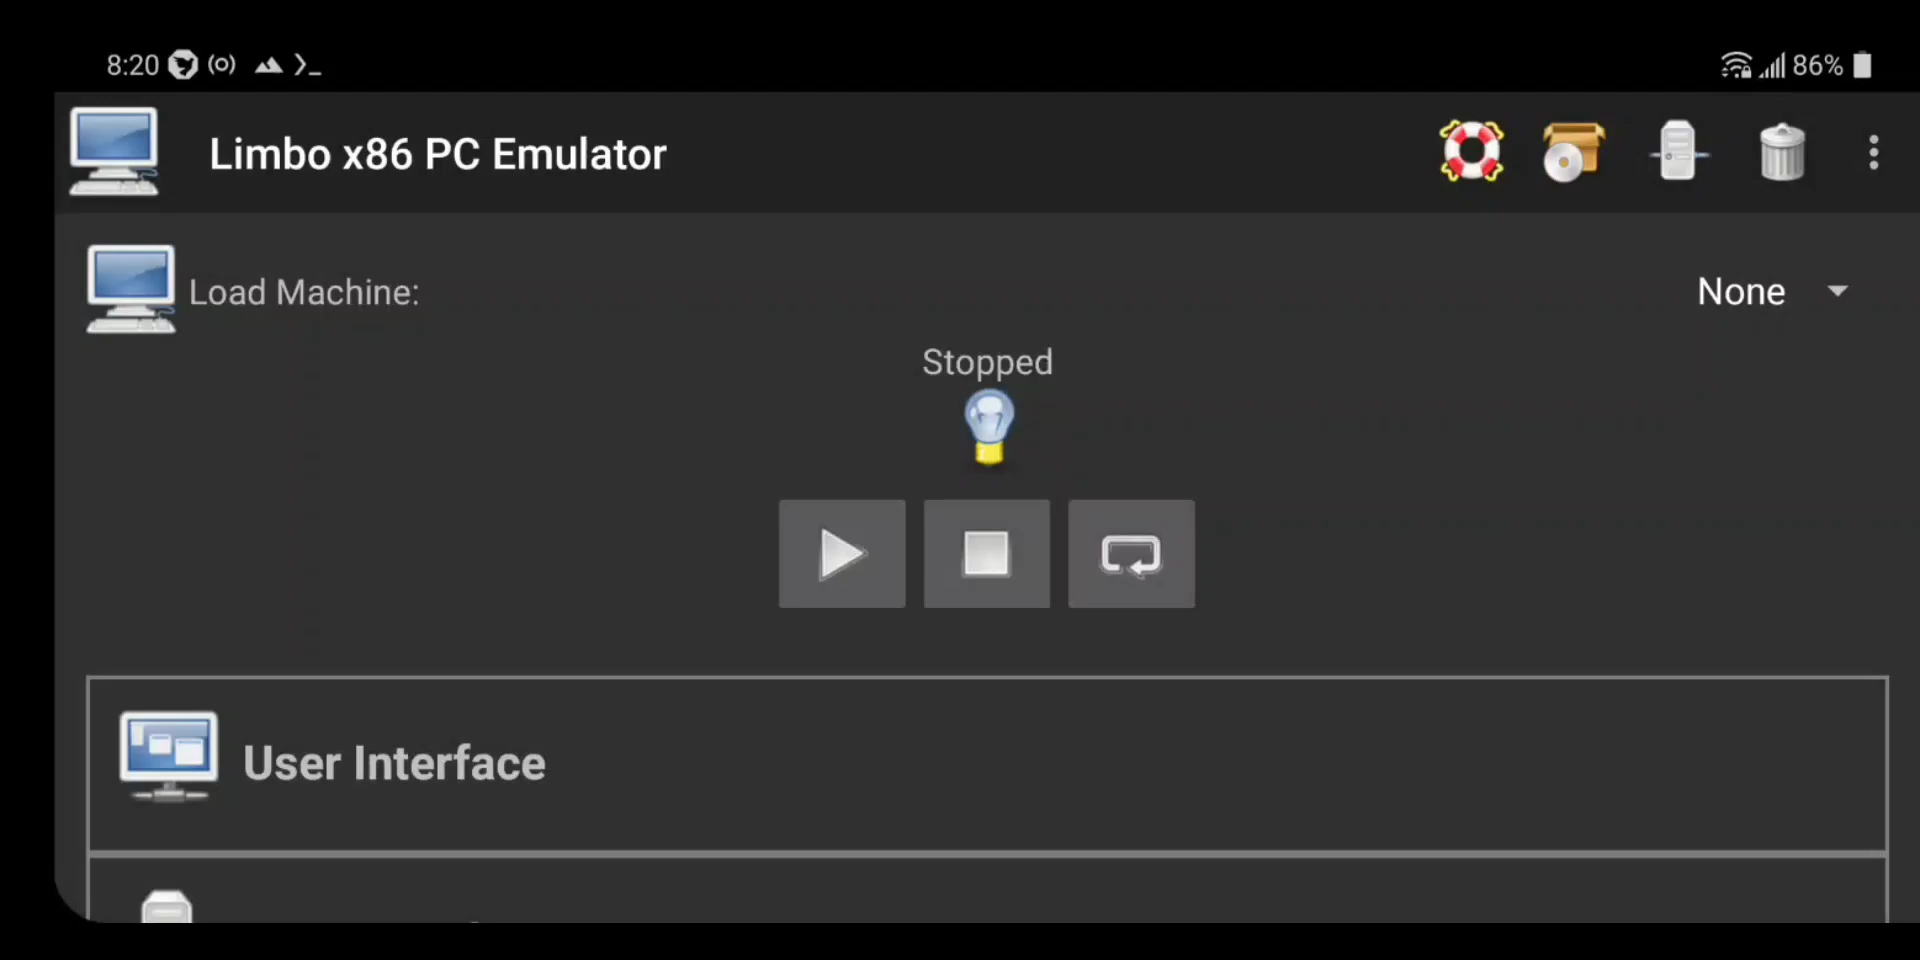 8:20 86%
Limbo x86 PC Emulator
Load Machine: None
Stopped
User Interface